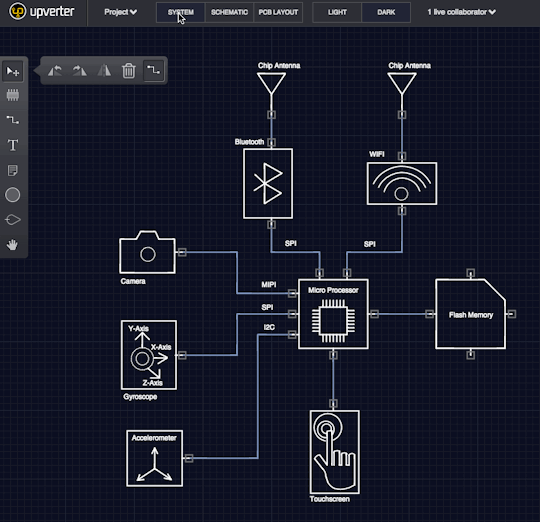 upverter
Project
SYSTEM
SCHEMATIC
PCB LAYOUT
LIGHT
DARK
1 live collaborator
T
Chip Antenna
Chip Antenna
Bluetooth
WIFI
SPI
SPI
Camera
MIPI
Micro Processor
SPI
Flash Memory
I2C
Y-Axis
X-Axis
Z-Axis
Gyroscope
Accelerometer
Touchscreen